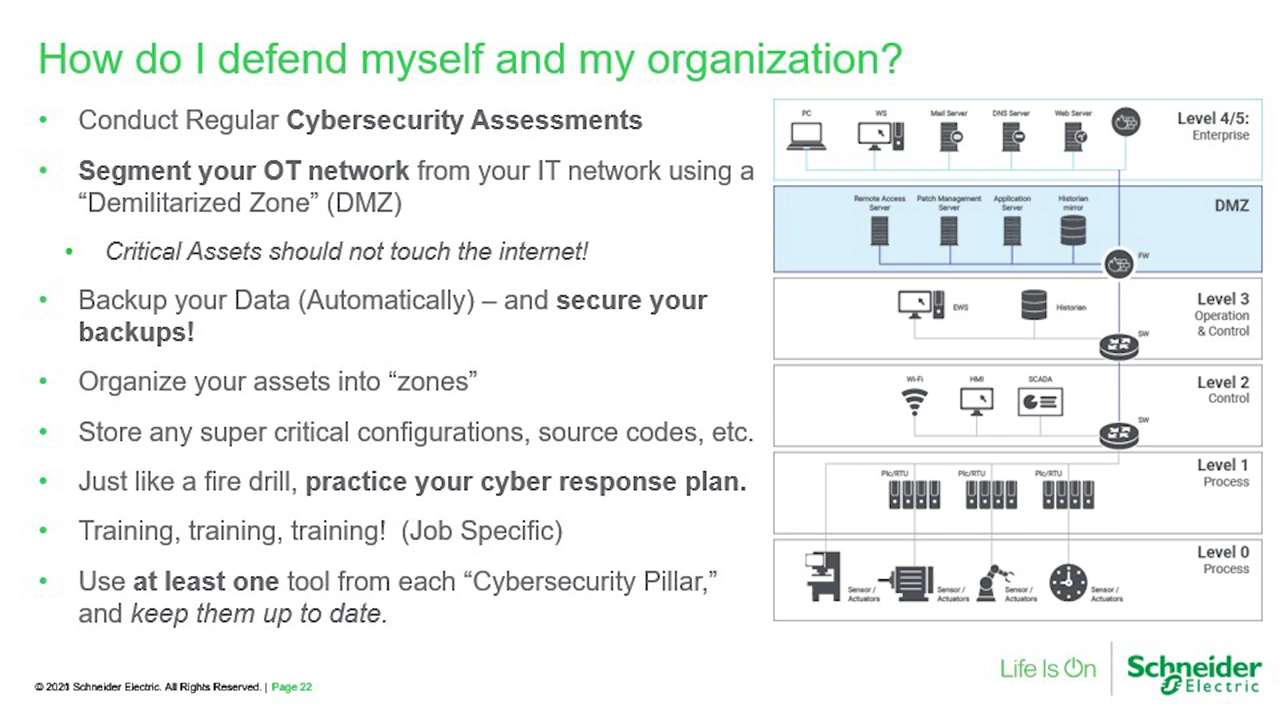 How do I defend myself and my organization?
• Conduct Regular Cybersecurity Assessments
• Segment your OT network from your IT network using a
“Demilitarized Zone” (DMZ)
• Critical Assets should not touch the internet!
• Backup your Data (Automatically) – and secure your
backups!
• Organize your assets into “zones”
• Store any super critical configurations, source codes, etc.
• Just like a fire drill, practice your cyber response plan.
• Training, training, training! (Job Specific)
• Use at least one tool from each “Cybersecurity Pillar,”
and keep them up to date.
PC WS Mail Server DNS Server Web Server
Level 4/5:
Enterprise
Remote Access
Server
Patch Management
Server
Application
Server
Historian
mirror
DMZ
FW
EWS Historian
Level 3
Operation
& Control
SW
Wi-Fi HMI SCADA
Level 2
Control
SW
Plc/RTU Plc/RTU Plc/RTU
Level 1
Process
Level 0
Process
Sensor /
Actuators
Sensor /
Actuators
Sensor /
Actuators
Sensor /
Actuators
Life Is On
Schneider
Electric
Schneider Electric. All Rights Reserved. | Page 22